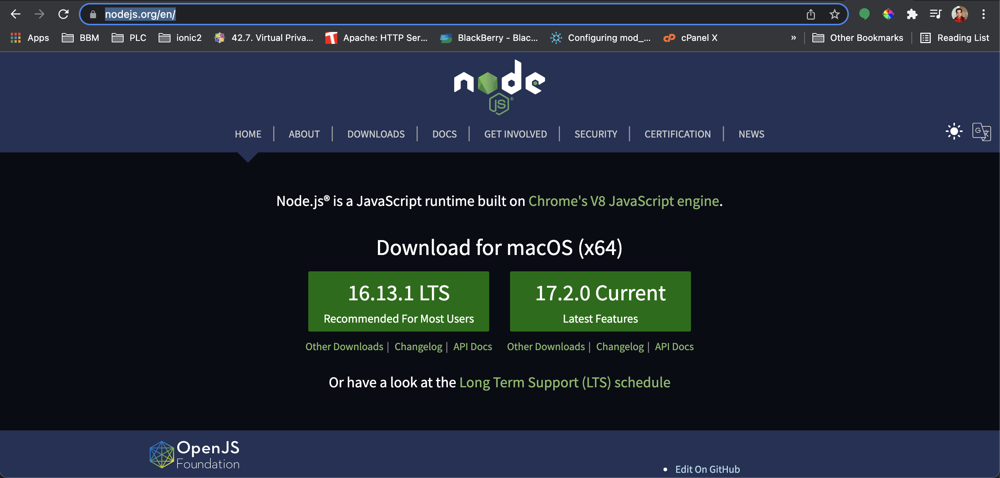 nodejs.org/en/
Apps BBM PLC ionic2 42.7. Virtual Priva... Apache: HTTP Ser... BlackBerry - Blac... Configuring mod_... cP cPanel X » Other Bookmarks Reading List
node
JS®
HOME | ABOUT | DOWNLOADS | DOCS | GET INVOLVED | SECURITY | CERTIFICATION | NEWS
Node.js® is a JavaScript runtime built on Chrome's V8 JavaScript engine.
Download for macOS (x64)
16.13.1 LTS
Recommended For Most Users
17.2.0 Current
Latest Features
Other Downloads | Changelog | API Docs
Other Downloads | Changelog | API Docs
Or have a look at the Long Term Support (LTS) schedule
OpenJS
Foundation
• Edit On GitHub